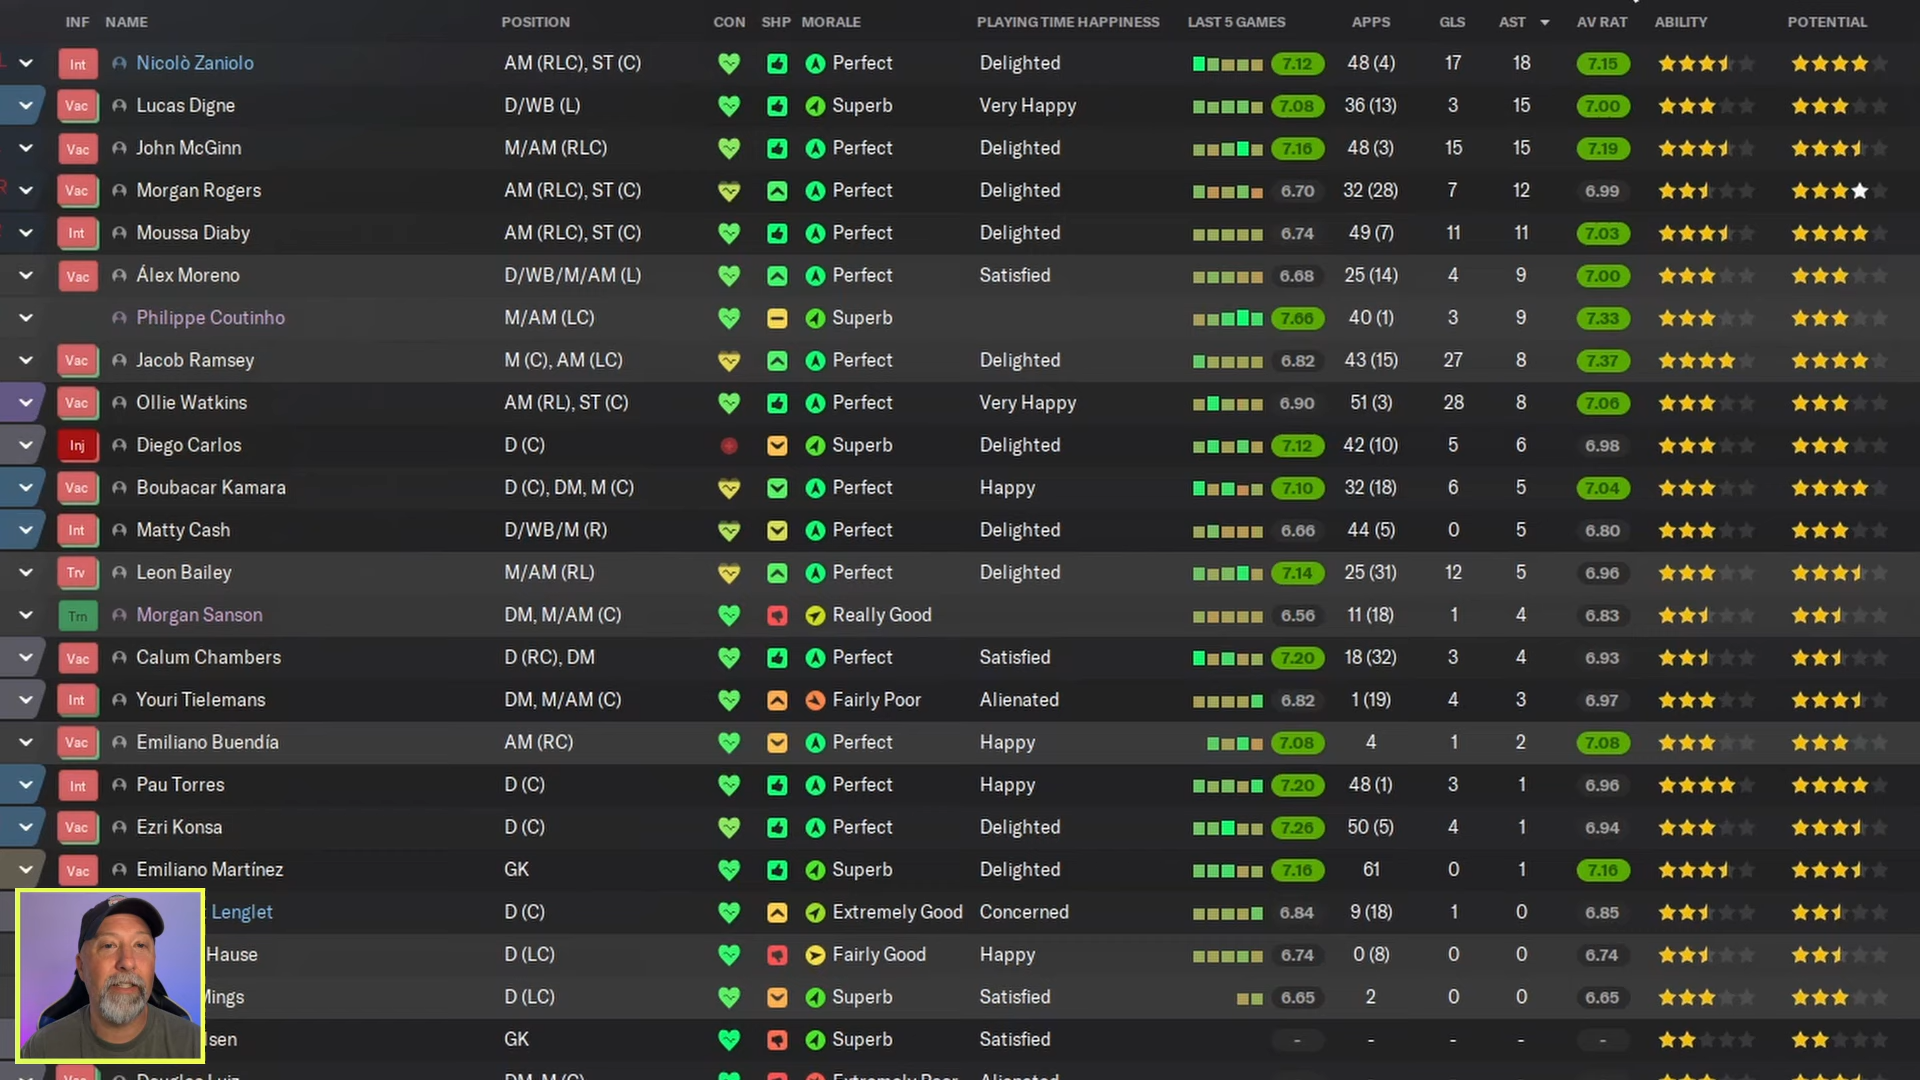 INF NAME POSITION CON SHP MORALE PLAYING TIME HAPPINESS LAST 5 GAMES APPS GLS AST AV RAT ABILITY POTENTIAL
Int Nicolò Zaniolo AM (RLC), ST (C) Perfect Delighted 7.12 48 (4) 17 18 7.15
Vac Lucas Digne D/WB (L) Superb Very Happy 7.08 36 (13) 3 15 7.00
Vac John McGinn M/AM (RLC) Perfect Delighted 7.16 48 (3) 15 15 7.19
Vac Morgan Rogers AM (RLC), ST (C) Perfect Delighted 6.70 32 (28) 7 12 6.99
Int Moussa Diaby AM (RLC), ST (C) Perfect Delighted 6.74 49 (7) 11 11 7.03
Vac Álex Moreno D/WB/M/AM (L) Perfect Satisfied 6.68 25 (14) 4 9 7.00
Philippe Coutinho M/AM (LC) Superb 7.66 40 (1) 3 9 7.33
Vac Jacob Ramsey M (C), AM (LC) Perfect Delighted 6.82 43 (15) 27 8 7.37
Vac Ollie Watkins AM (RL), ST (C) Perfect Very Happy 6.90 51 (3) 28 8 7.06
Inj Diego Carlos D (C) Superb Delighted 7.12 42 (10) 5 6 6.98
Vac Boubacar Kamara D (C), DM, M (C) Perfect Happy 7.10 32 (18) 6 5 7.04
Int Matty Cash D/WB/M (R) Perfect Delighted 6.66 44 (5) 0 5 6.80
Trv Leon Bailey M/AM (RL) Perfect Delighted 7.14 25 (31) 12 5 6.96
Trn Morgan Sanson DM, M/AM (C) Really Good 6.56 11 (18) 1 4 6.83
Vac Calum Chambers D (RC), DM Perfect Satisfied 7.20 18 (32) 3 4 6.93
Int Youri Tielemans DM, M/AM (C) Fairly Poor Alienated 6.82 1 (19) 4 3 6.97
Vac Emiliano Buendía AM (RC) Perfect Happy 7.08 4 1 2 7.08
Int Pau Torres D (C) Perfect Happy 7.20 48 (1) 3 1 6.96
Vac Ezri Konsa D (C) Perfect Delighted 7.26 50 (5) 4 1 6.94
Vac Emiliano Martínez GK Superb Delighted 7.16 61 0 1 7.16
Lenglet D (C) Extremely Good Concerned 6.84 9 (18) 1 0 6.85
Hause D (LC) Fairly Good Happy 6.74 0 (8) 0 0 6.74
Mings D (LC) Superb Satisfied 6.65 2 0 0 6.65
lsen GK Superb Satisfied - - - - -